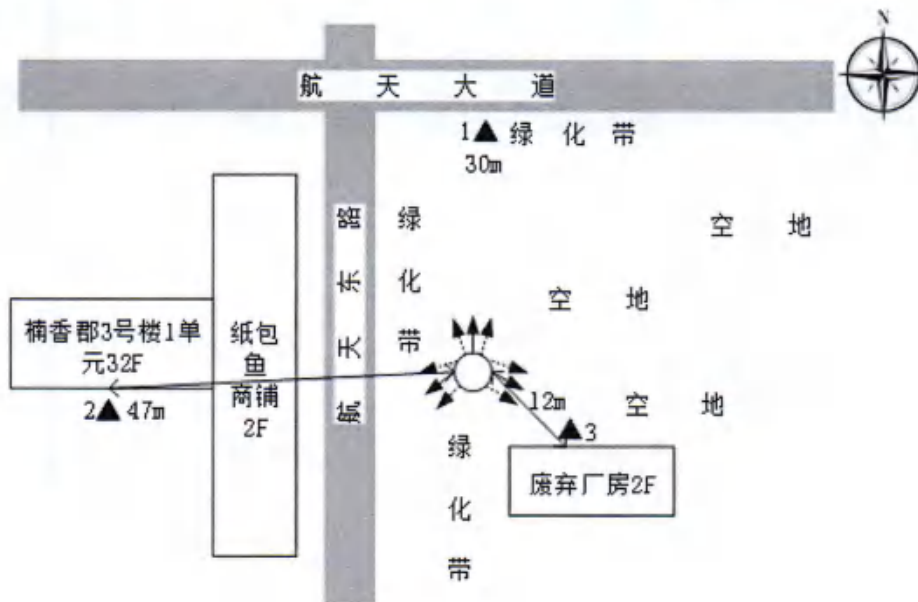 N
航天大道
1▲绿化带
30m
航天东路
绿化带
空地
空地
楠香郡3号楼1单
元32F
纸包
鱼
商铺
2F
2▲47m
12m
空地
▲3
废弃厂房2F
绿化带